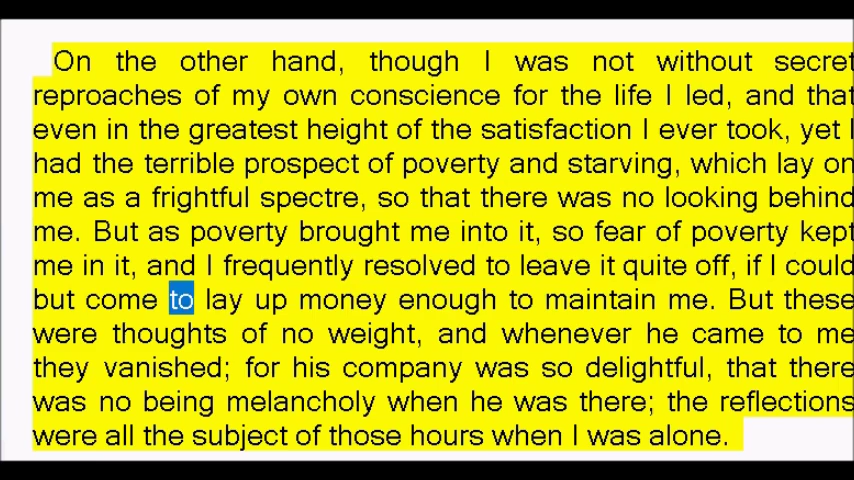 On the other hand, though I was not without secret
reproaches of my own conscience for the life I led, and that
even in the greatest height of the satisfaction I ever took, yet I
had the terrible prospect of poverty and starving, which lay on
me as a frightful spectre, so that there was no looking behind
me. But as poverty brought me into it, so fear of poverty kept
me in it, and I frequently resolved to leave it quite off, if I could
but come to lay up money enough to maintain me. But these
were thoughts of no weight, and whenever he came to me
they vanished; for his company was so delightful, that there
was no being melancholy when he was there; the reflections
were all the subject of those hours when I was alone.